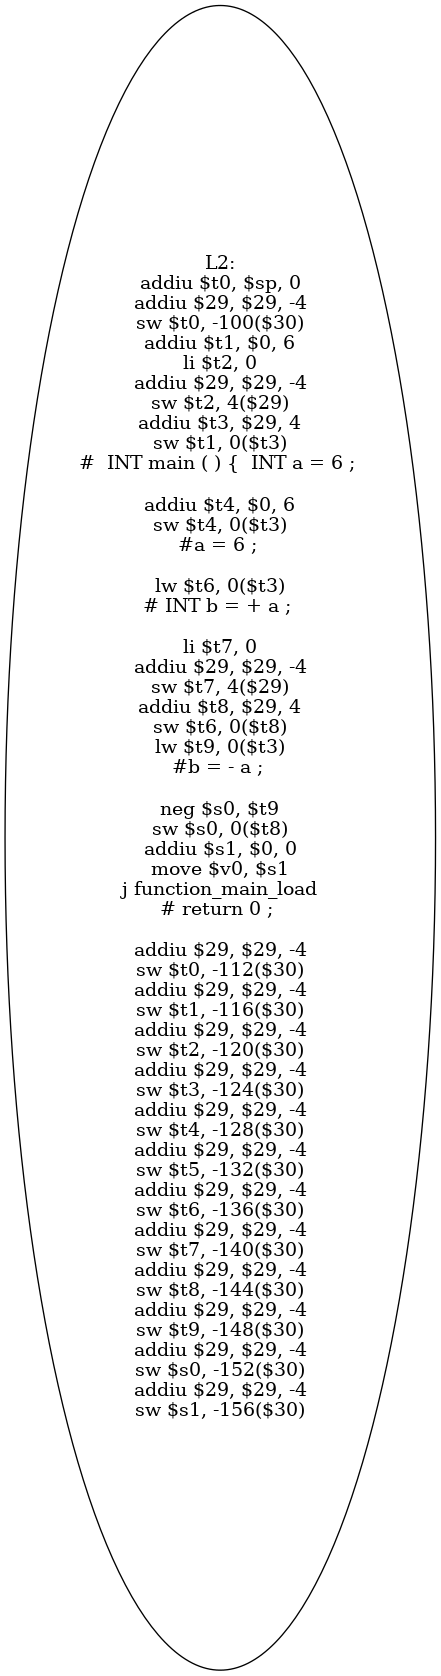 L2:
addiu $t0, $sp, 0
addiu $29, $29, -4
sw $t0, -100($30)
addiu $t1, $0, 6
li $t2, 0
addiu $29, $29, -4
sw $t2, 4($29)
addiu $t3, $29, 4
sw $t1, 0($t3)
#  INT main ( ) {  INT a = 6 ;
addiu $t4, $0, 6
sw $t4, 0($t3)
#a = 6 ;
lw $t6, 0($t3)
# INT b = + a ;
li $t7, 0
addiu $29, $29, -4
sw $t7, 4($29)
addiu $t8, $29, 4
sw $t6, 0($t8)
lw $t9, 0($t3)
#b = - a ;
neg $s0, $t9
sw $s0, 0($t8)
addiu $s1, $0, 0
move $v0, $s1
j function_main_load
# return 0 ;
addiu $29, $29, -4
sw $t0, -112($30)
addiu $29, $29, -4
sw $t1, -116($30)
addiu $29, $29, -4
sw $t2, -120($30)
addiu $29, $29, -4
sw $t3, -124($30)
addiu $29, $29, -4
sw $t4, -128($30)
addiu $29, $29, -4
sw $t5, -132($30)
addiu $29, $29, -4
sw $t6, -136($30)
addiu $29, $29, -4
sw $t7, -140($30)
addiu $29, $29, -4
sw $t8, -144($30)
addiu $29, $29, -4
sw $t9, -148($30)
addiu $29, $29, -4
sw $s0, -152($30)
addiu $29, $29, -4
sw $s1, -156($30)